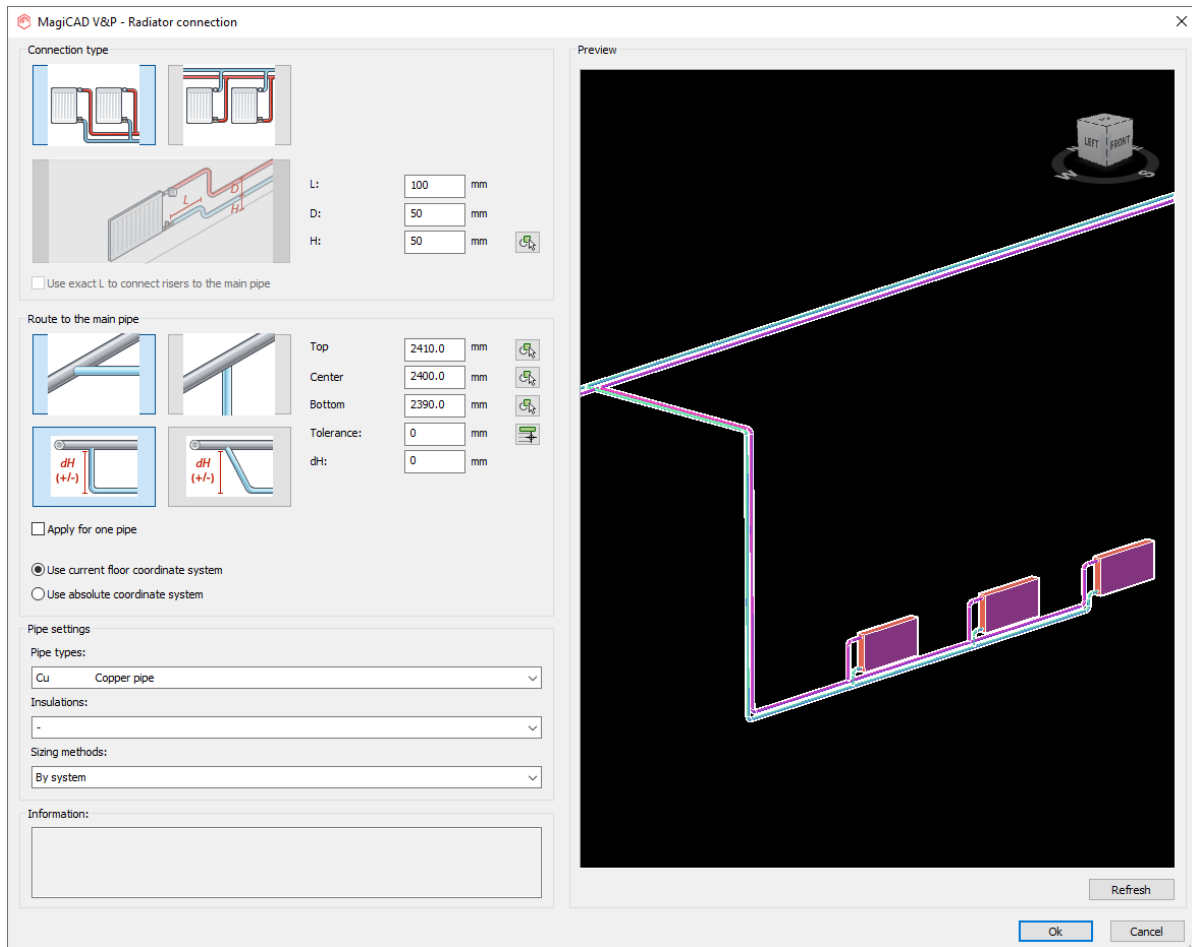 MagiCAD V&P - Radiator connection
Connection type
L
D
H
L:
100
mm
D:
50
mm
H:
50
mm
Use exact L to connect risers to the main pipe
Route to the main pipe
dH
(+/-)
dH
(+/-)
Top
2410.0
mm
Center
2400.0
mm
Bottom
2390.0
mm
Tolerance:
0
mm
dH:
0
mm
Apply for one pipe
Use current floor coordinate system
Use absolute coordinate system
Pipe settings
Pipe types:
Cu Copper pipe
Insulations:
-
Sizing methods:
By system
Information:
Preview
LEFT
FRONT
W
S
Refresh
Ok
Cancel